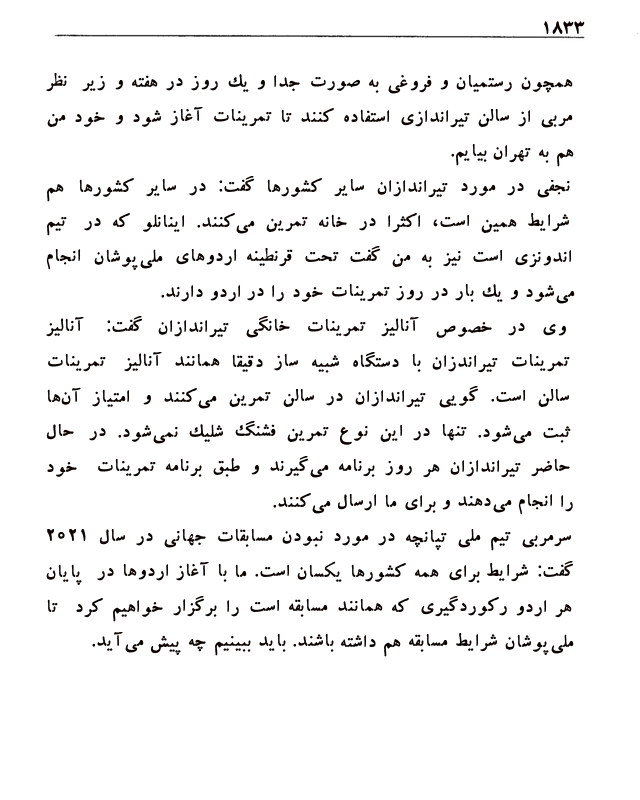 ۱۸۳۳
همچون رستمیان و فروغی به صورت جدا و یك روز در هفته و زیر نظر
مربی از سالن تیراندازی استفاده کنند تا تمرینات آغاز شود و خود من
هم به تهران بیایم.
نجفی در مورد تیراندازان سایر کشورها گفت: در سایر کشورها هم
شرایط همین است، اکثرا در خانه تمرین می‌کنند. اینانلو که در تیم
اندونزی است نیز به من گفت تحت قرنطینه اردوهای ملی‌پوشان انجام
می‌شود و یك بار در روز تمرینات خود را در اردو دارند.
وی در خصوص آنالیز تمرینات خانگی تیراندازان گفت: آنالیز
تمرینات تیراندزان با دستگاه شبیه ساز دقیقا همانند آنالیز تمرینات
سالن است. گویی تیراندازان در سالن تمرین می‌کنند و امتیاز آن‌ها
ثبت می‌شود. تنها در این نوع تمرین فشنگ شلیك نمی‌شود. در حال
حاضر تیراندازان هر روز برنامه می‌گیرند و طبق برنامه تمرینات خود
را انجام می‌دهند و برای ما ارسال می‌کنند.
سرمربی تیم ملی تپانچه در مورد نبودن مسابقات جهانی در سال ۲۰۲۱
گفت: شرایط برای همه کشورها یکسان است. ما با آغاز اردوها در پایان
هر اردو رکوردگیری که همانند مسابقه است را برگزار خواهیم کرد تا
ملی‌پوشان شرایط مسابقه هم داشته باشند. باید ببینیم چه پیش می‌آید.